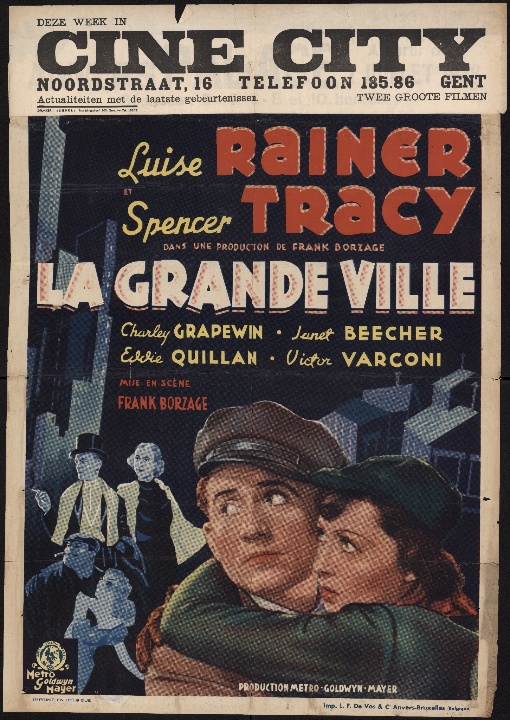 DEZE WEEK IN
CINE CITY
NOORDSTRAAT, 16 TELEFOON 185.86 GENT
Actualiteiten met de laatste gebeurtenissen. TWEE GROOTE FILMEN
Luise RAINER
ET
Spencer TRACY
DANS UNE PRODUCTION DE FRANK BORZAGE
LA GRANDE VILLE
Charley GRAPEWIN • Janet BEECHER
Eddie QUILLAN • Victor VARCONI
MISE EN SCÈNE
FRANK BORZAGE
Metro
Goldwyn
Mayer
PRODUCTION METRO-GOLDWYN-MAYER
Imp. L. F. De Vos & Cº Anvers-Bruxelles